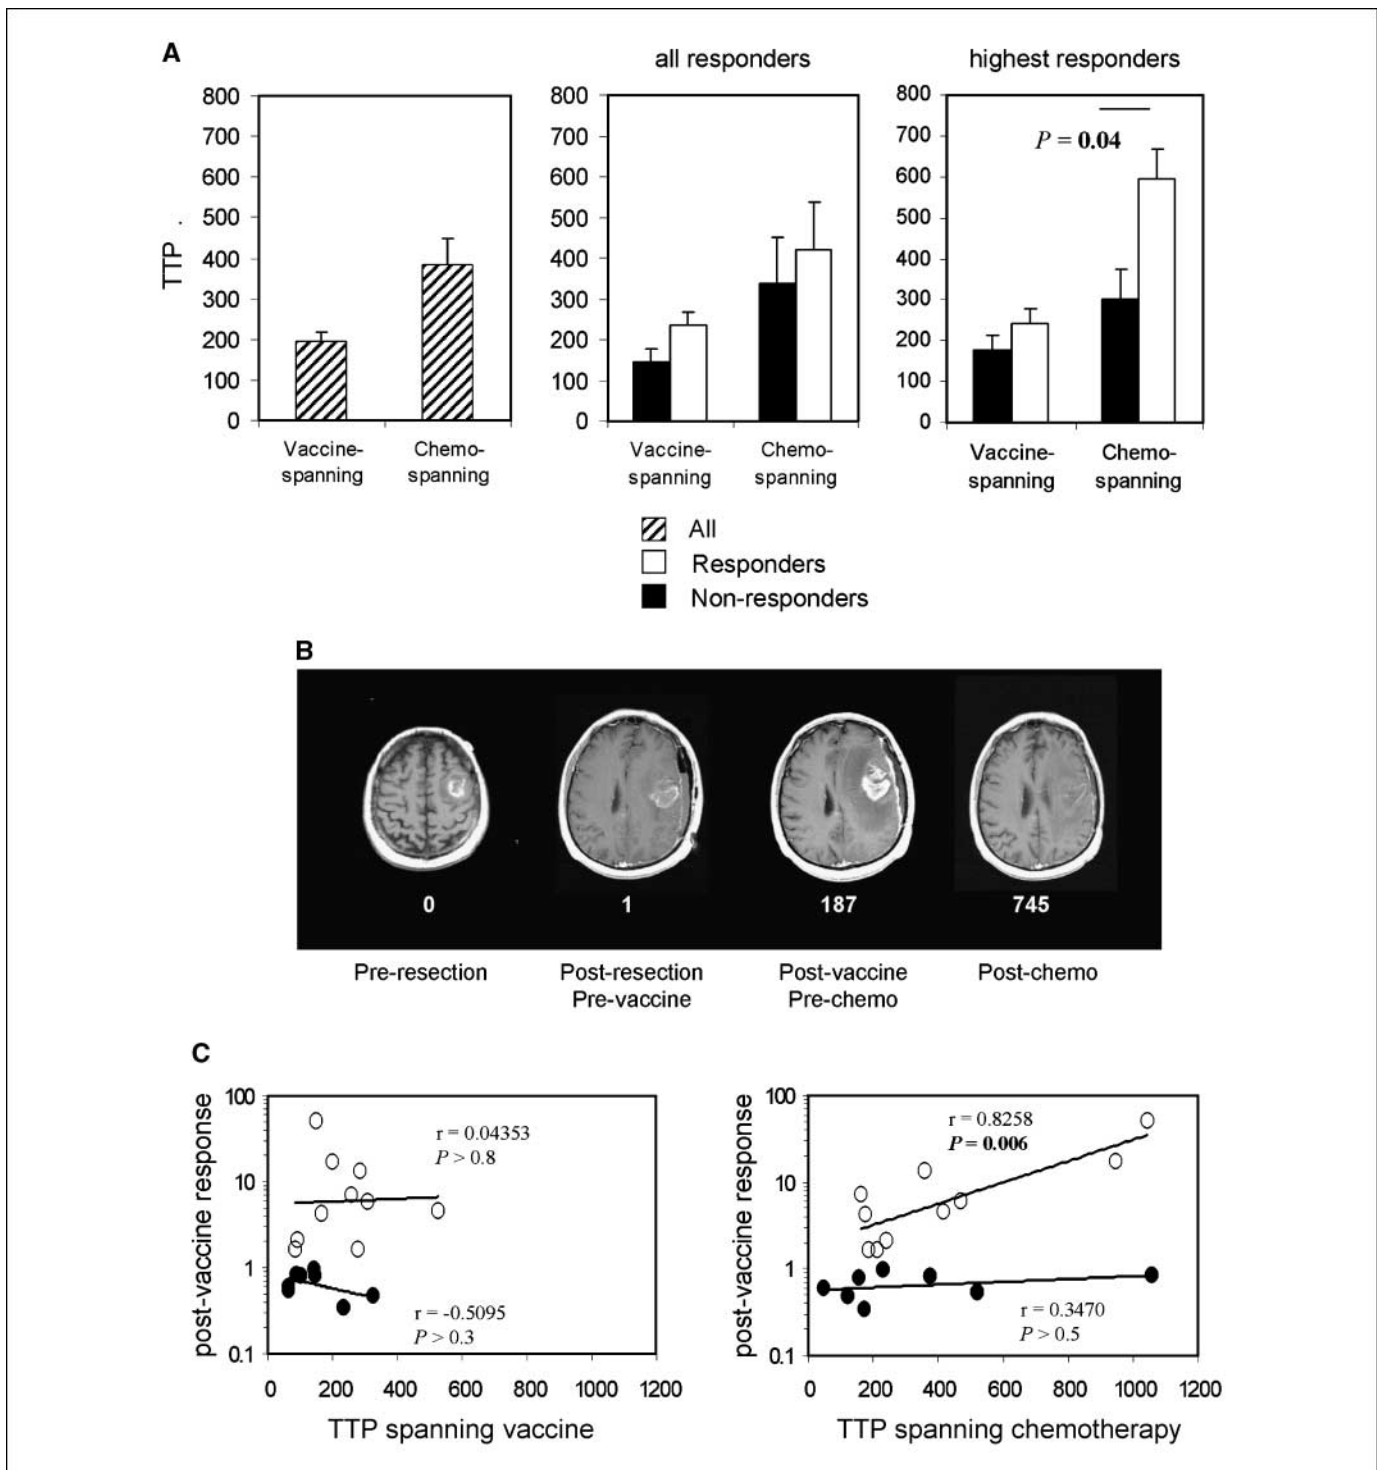 A
all responders
highest responders
TTP
800
700
600
500
400
300
200
100
0
Vaccine-
spanning
Chemo-
spanning
800
700
600
500
400
300
200
100
0
Vaccine-
spanning
Chemo-
spanning
800
700
600
500
400
300
200
100
0
P = 0.04
Vaccine-
spanning
Chemo-
spanning
All
Responders
Non-responders
B
0
1
187
745
Pre-resection
Post-resection
Pre-vaccine
Post-vaccine
Pre-chemo
Post-chemo
C
post-vaccine response
100
10
1
0.1
r = 0.04353
P > 0.8
r = -0.5095
P > 0.3
0 200 400 600 800 1000 1200
TTP spanning vaccine
post-vaccine response
100
10
1
0.1
r = 0.8258
P = 0.006
r = 0.3470
P > 0.5
0 200 400 600 800 1000 1200
TTP spanning chemotherapy